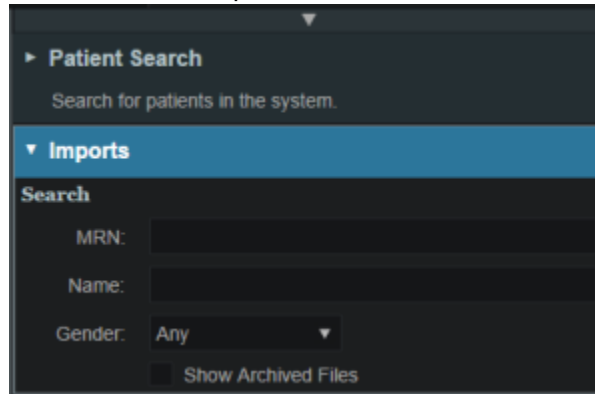 Patient Search
Search for patients in the system.
Imports
Search
MRN:
Name:
Gender: Any
Show Archived Files